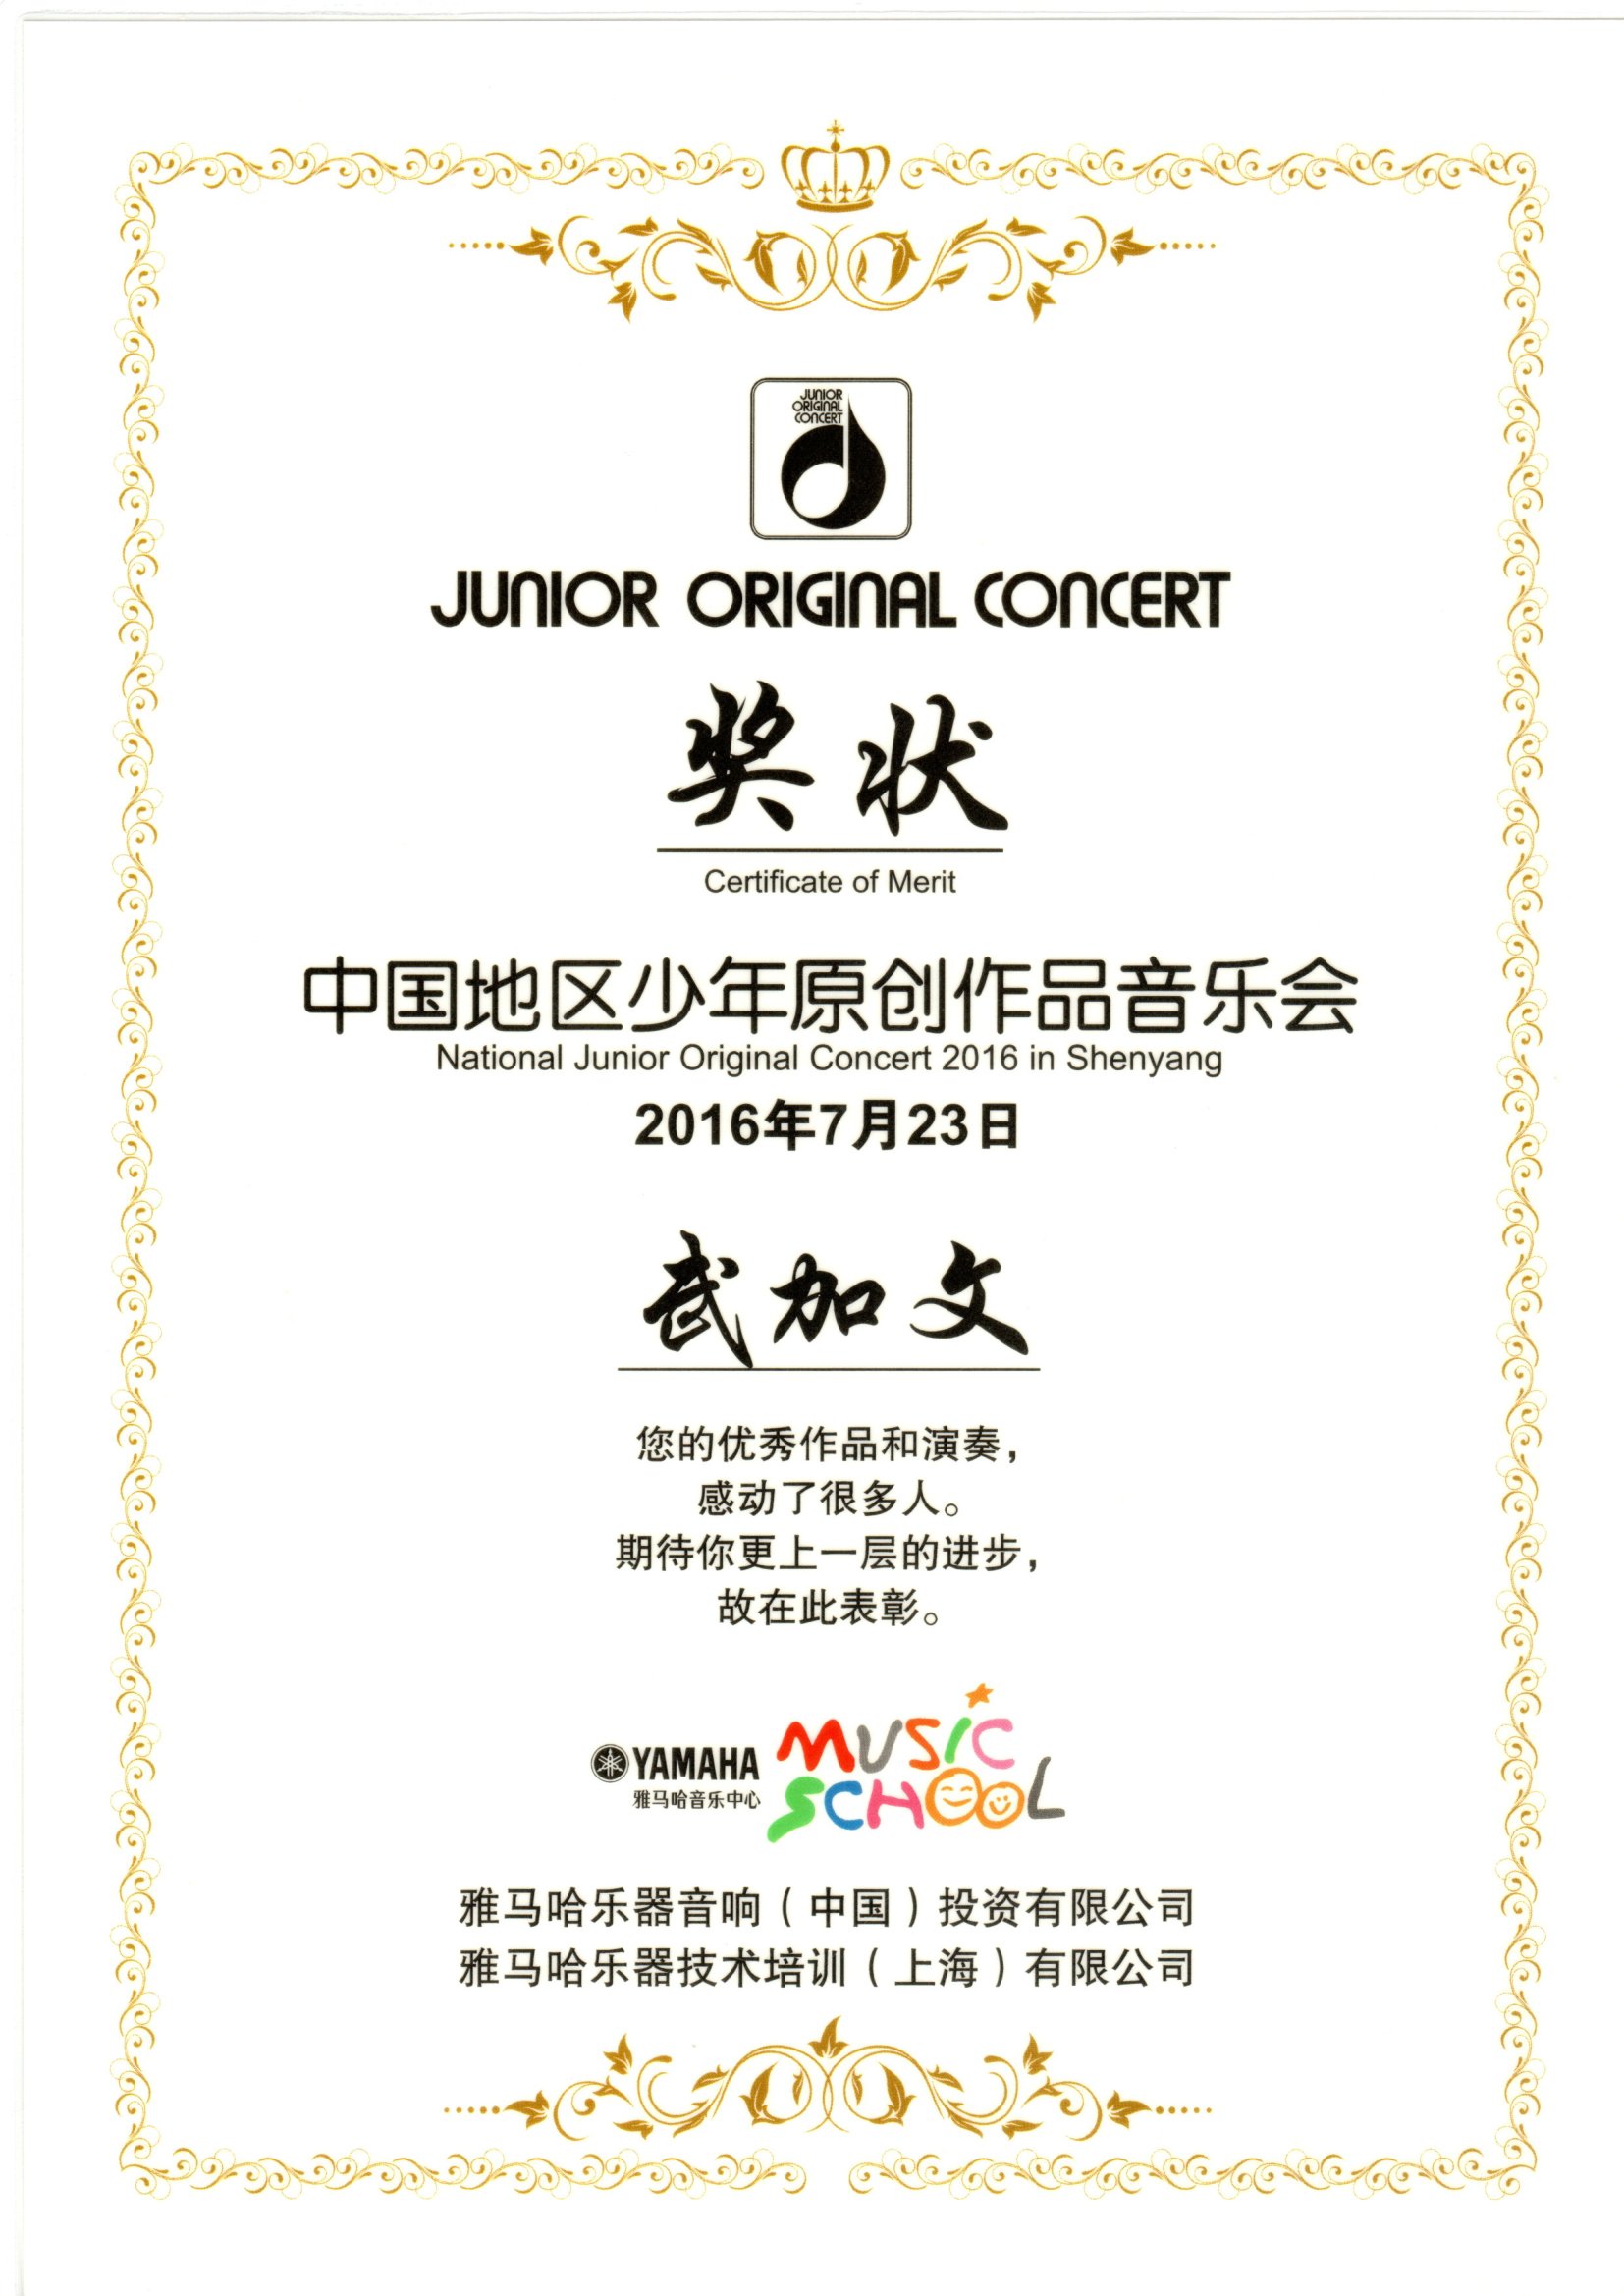 JUNIOR
ORIGINAL
CONCERT
JUNIOR ORIGINAL CONCERT
奖状
Certificate of Merit
中国地区少年原创作品音乐会
National Junior Original Concert 2016 in Shenyang
2016年7月23日
武加文
您的优秀作品和演奏，
感动了很多人。
期待你更上一层的进步，
故在此表彰。
YAMAHA
雅马哈音乐中心
MUSIC
SCHOOL
雅马哈乐器音响（中国）投资有限公司
雅马哈乐器技术培训（上海）有限公司